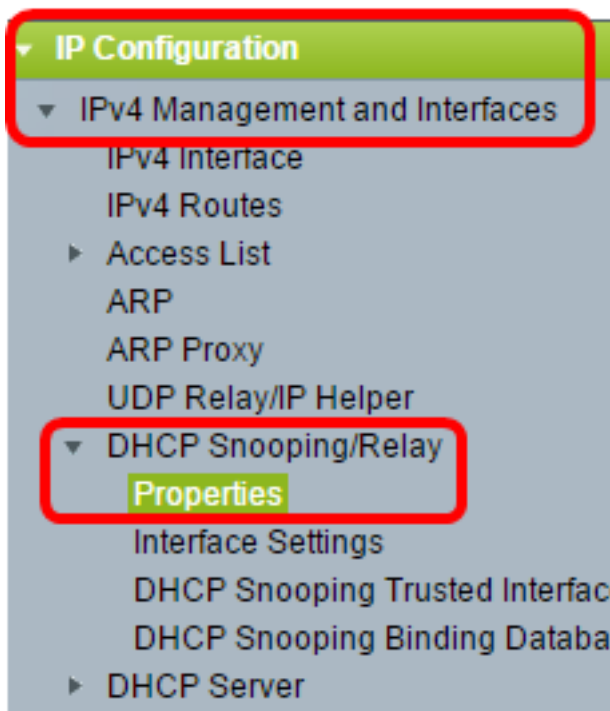 IP Configuration
IPv4 Management and Interfaces
IPv4 Interface
IPv4 Routes
Access List
ARP
ARP Proxy
UDP Relay/IP Helper
DHCP Snooping/Relay
Properties
Interface Settings
DHCP Snooping Trusted Interfac
DHCP Snooping Binding Databa
DHCP Server